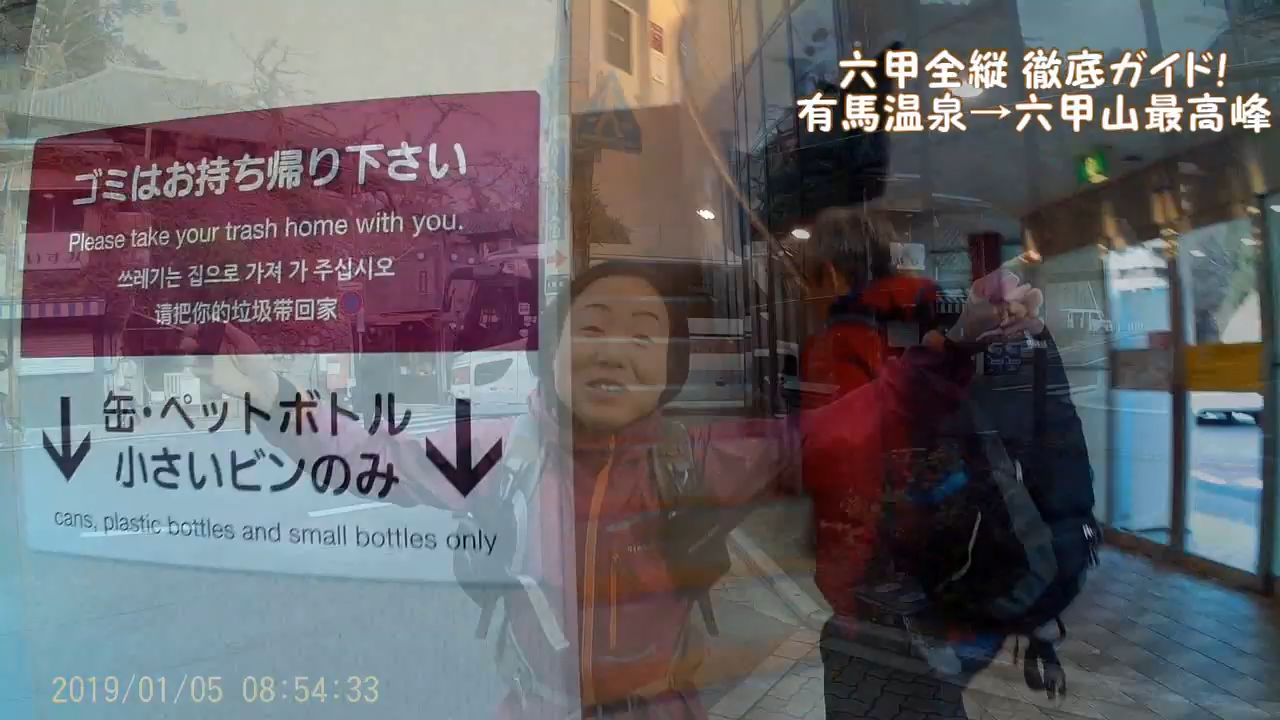 六甲全縦 徹底ガイド!
有馬温泉→六甲山最高峰
ゴミはお持ち帰り下さい
Please take your trash home with you.
쓰레기는 집으로 가져 가 주십시오
请把你的垃圾带回家
缶・ペットボトル
小さいビンのみ
cans, plastic bottles and small bottles only
2019/01/05 08:54:33